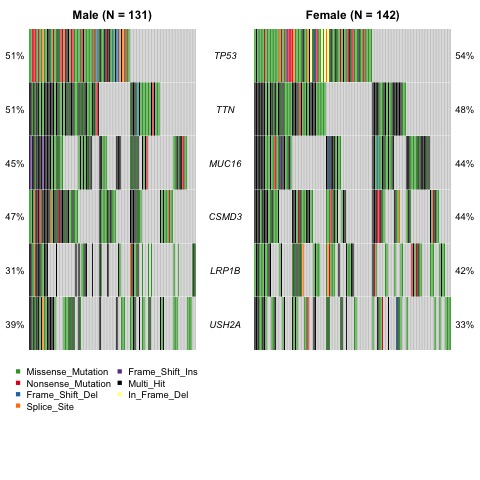 Male (N = 131) Female (N = 142)
51% TP53 54%
51% TTN 48%
45% MUC16 44%
47% CSMD3 44%
31% LRP1B 42%
39% USH2A 33%
Missense_Mutation Frame_Shift_Ins
Nonsense_Mutation Multi_Hit
Frame_Shift_Del In_Frame_Del
Splice_Site